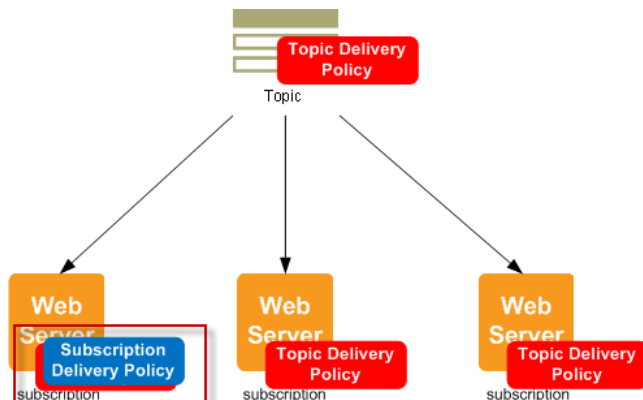 Topic Delivery
Policy
Topic
Web
Server
Subscription
Delivery Policy
subscription
Web
Server
Topic Delivery
Policy
subscription
Web
Server
Topic Delivery
Policy
subscription